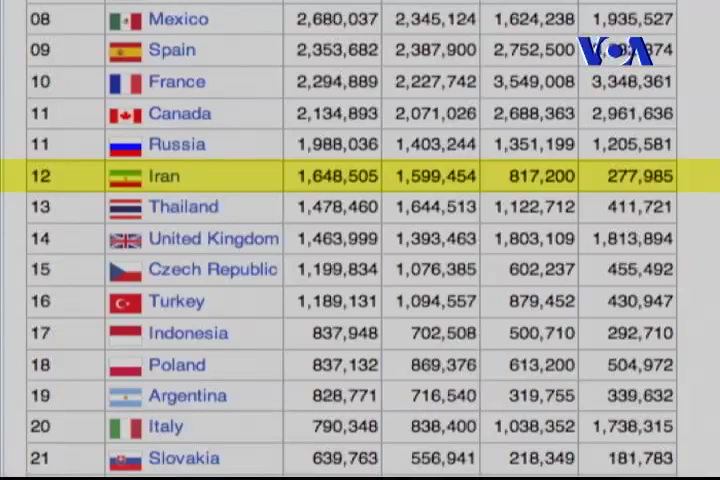 08 Mexico 2,680,037 2,345,124 1,624,238 1,935,527
VOA
09 Spain 2,353,682 2,387,900 2,752,500
10 France 2,294,889 2,227,742 3,549,008 3,348,361
11 Canada 2,134,893 2,071,026 2,688,363 2,961,636
11 Russia 1,988,036 1,403,244 1,351,199 1,205,581
12 Iran 1,648,505 1,599,454 817,200 277,985
13 Thailand 1,478,460 1,644,513 1,122,712 411,721
14 United Kingdom 1,463,999 1,393,463 1,803,109 1,813,894
15 Czech Republic 1,199,834 1,076,385 602,237 455,492
16 Turkey 1,189,131 1,094,557 879,452 430,947
17 Indonesia 837,948 702,508 500,710 292,710
18 Poland 837,132 869,376 613,200 504,972
19 Argentina 828,771 716,540 319,755 339,632
20 Italy 790,348 838,400 1,038,352 1,738,315
21 Slovakia 639,763 556,941 218,349 181,783